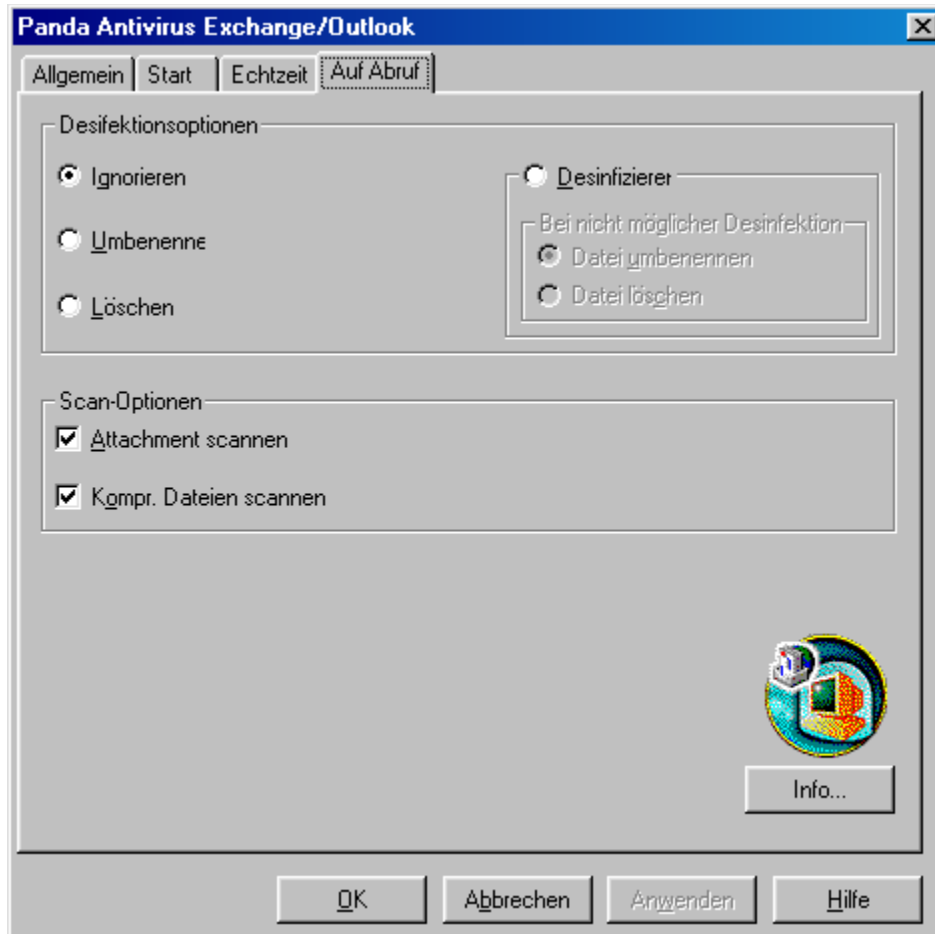 Panda Antivirus Exchange/Outlook
Allgemein Start Echtzeit Auf Abruf
Desifektionsoptionen
Ignorieren
Umbenenne
Löschen
Desinfizierer
Bei nicht möglicher Desinfektion
Datei umbenennen
Datei löschen
Scan-Optionen
Attachment scannen
Kompr. Dateien scannen
Info...
OK Abbrechen Anwenden Hilfe